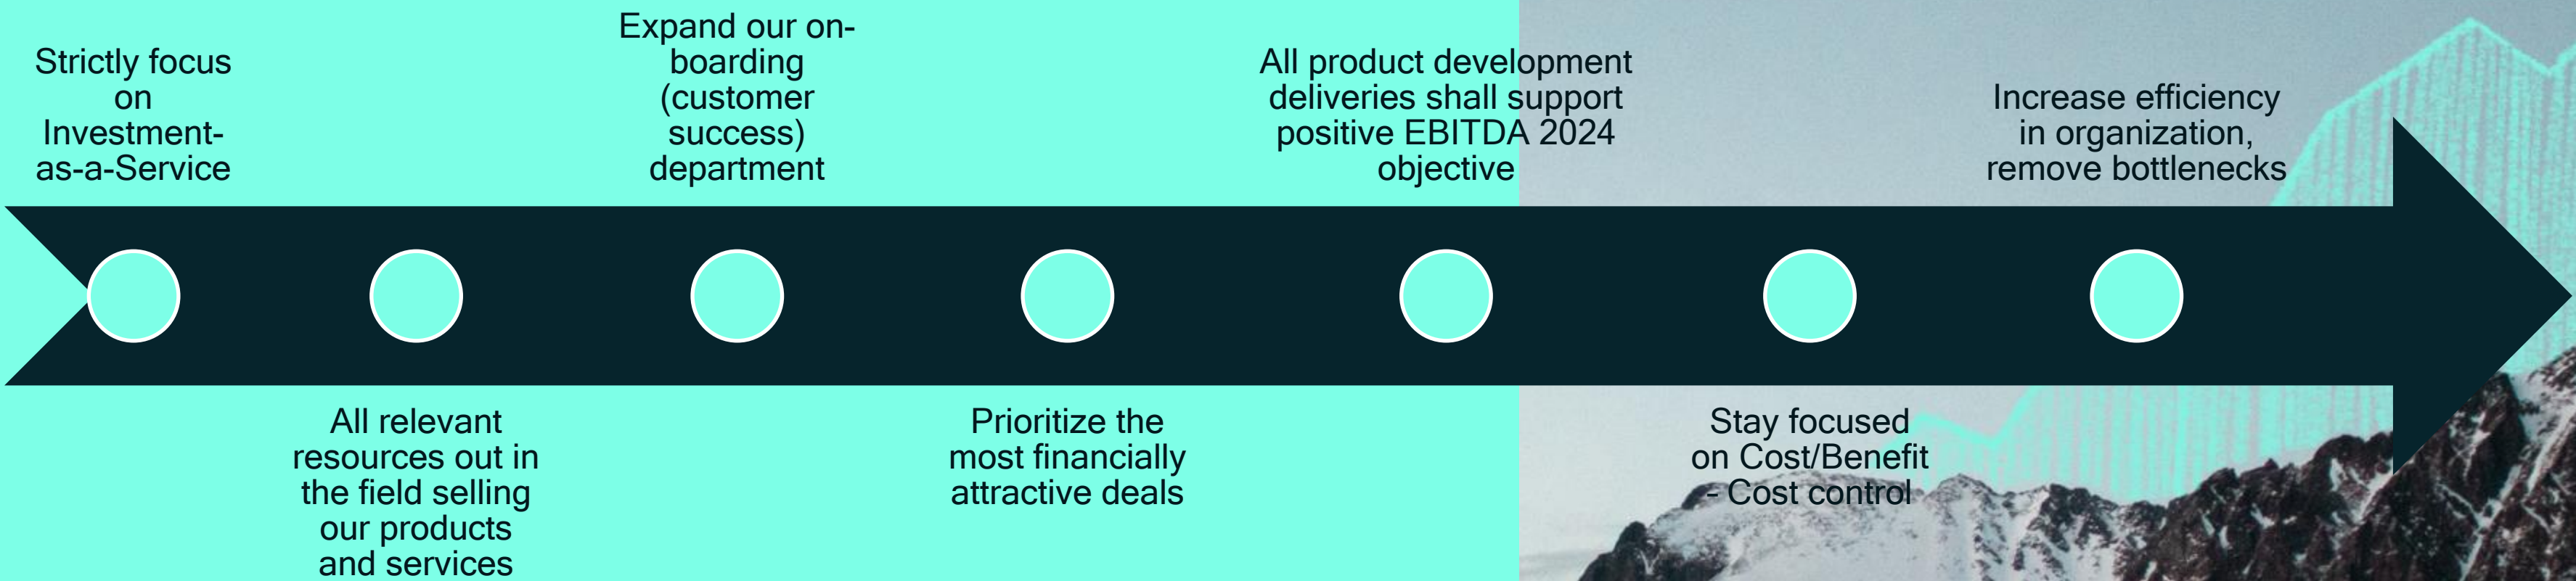 Strictly focus
on
Investment-
as-a-Service
All relevant
resources out in
the field selling
our products
and services
Expand our on-
boarding
(customer
success)
department
Prioritize the
most financially
attractive deals
All product development
deliveries shall support
positive EBITDA 2024
objective
Stay focused
on Cost/Benefit
- Cost control
Increase efficiency
in organization,
remove bottlenecks